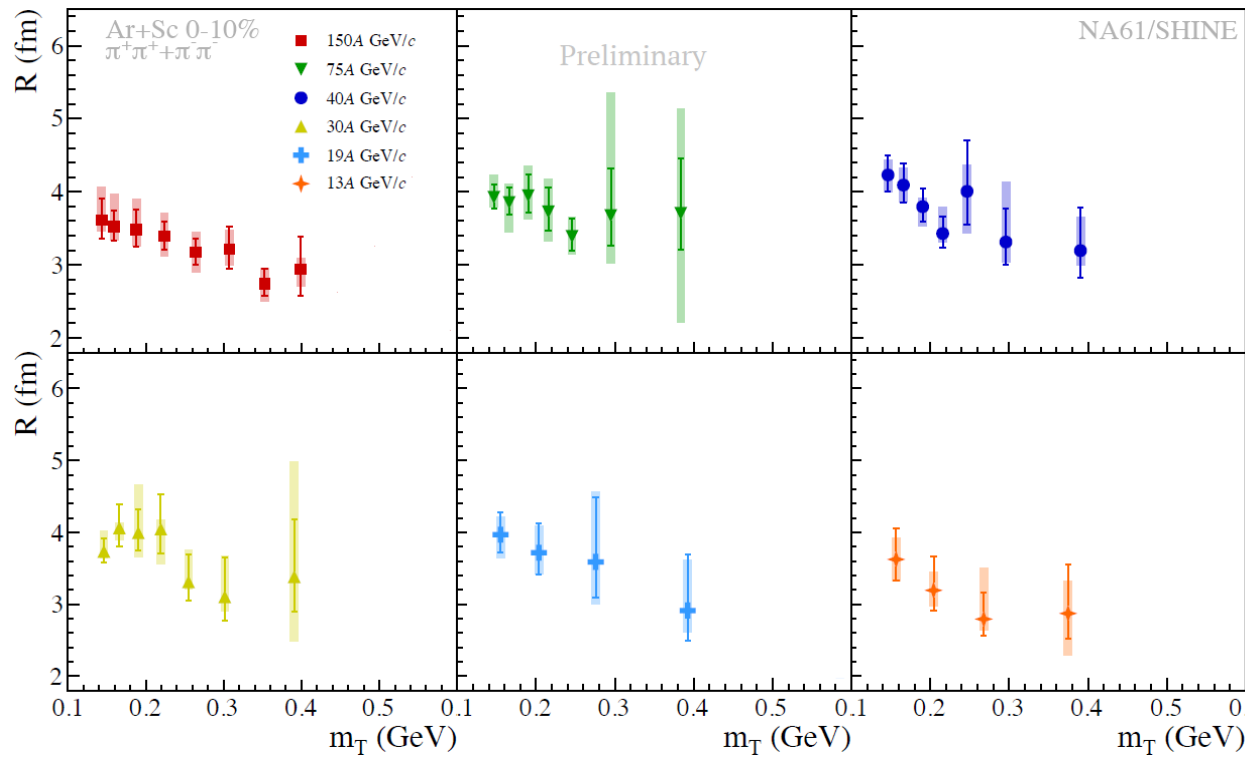 Ar+Sc 0-10%
π⁺π⁺+π⁻π⁻
150A GeV/c
75A GeV/c
40A GeV/c
30A GeV/c
19A GeV/c
13A GeV/c
Preliminary
NA61/SHINE
R (fm)
6
5
4
3
2
R (fm)
6
5
4
3
2
0.1 0.2 0.3 0.4 0.5 0.1 0.2 0.3 0.4 0.5 0.1 0.2 0.3 0.4 0.5 0
m_T (GeV) m_T (GeV) m_T (GeV)